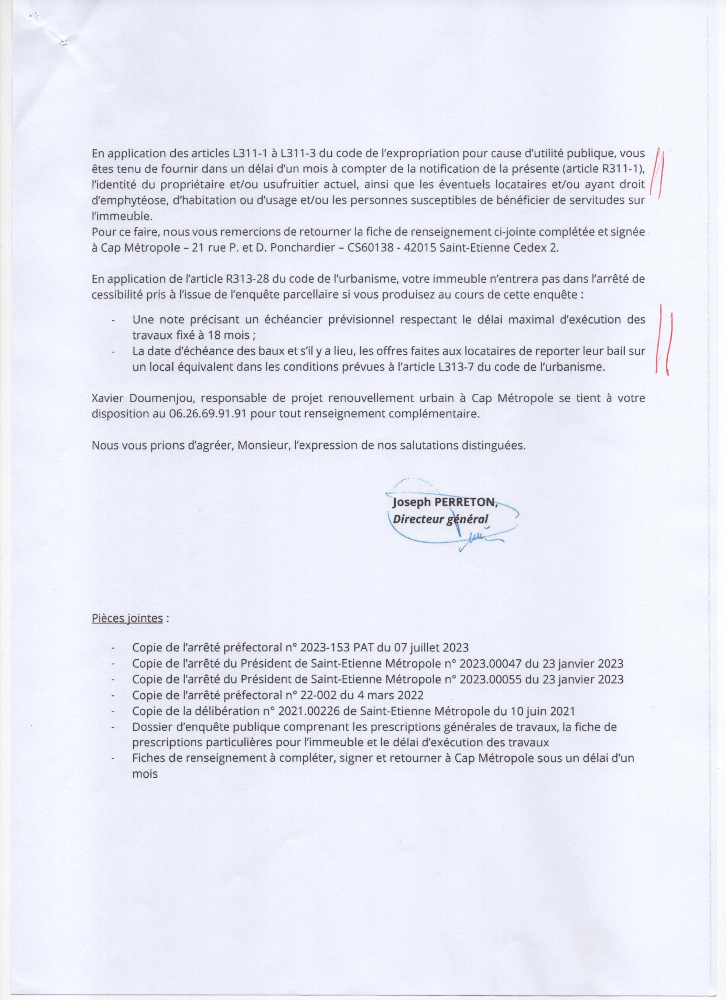 En application des articles L311-1 à L311-3 du code de l’expropriation pour cause d’utilité publique, vous
êtes tenu de fournir dans un délai d’un mois à compter de la notification de la présente (article R311-1),
l’identité du propriétaire et/ou usufruitier actuel, ainsi que les éventuels locataires et/ou ayant droit
d’emphytéose, d’habitation ou d’usage et/ou les personnes susceptibles de bénéficier de servitudes sur
l’immeuble.
Pour ce faire, nous vous remercions de retourner la fiche de renseignement ci-jointe complétée et signée
à Cap Métropole – 21 rue P. et D. Ponchardier – CS60138 - 42015 Saint-Etienne Cedex 2.
En application de l’article R313-28 du code de l’urbanisme, votre immeuble n’entrera pas dans l’arrêté de
cessibilité pris à l’issue de l’enquête parcellaire si vous produisez au cours de cette enquête :
- Une note précisant un échéancier prévisionnel respectant le délai maximal d’exécution des
travaux fixé à 18 mois ;
- La date d’échéance des baux et s’il y a lieu, les offres faites aux locataires de reporter leur bail sur
un local équivalent dans les conditions prévues à l’article L313-7 du code de l’urbanisme.
Xavier Doumenjou, responsable de projet renouvellement urbain à Cap Métropole se tient à votre
disposition au 06.26.69.91.91 pour tout renseignement complémentaire.
Nous vous prions d’agréer, Monsieur, l’expression de nos salutations distinguées.
Joseph PERRETON,
Directeur général
Pièces jointes :
- Copie de l’arrêté préfectoral n° 2023-153 PAT du 07 juillet 2023
- Copie de l’arrêté du Président de Saint-Etienne Métropole n° 2023.00047 du 23 janvier 2023
- Copie de l’arrêté du Président de Saint-Etienne Métropole n° 2023.00055 du 23 janvier 2023
- Copie de l’arrêté préfectoral n° 22-002 du 4 mars 2022
- Copie de la délibération n° 2021.00226 de Saint-Etienne Métropole du 10 juin 2021
- Dossier d’enquête publique comprenant les prescriptions générales de travaux, la fiche de
prescriptions particulières pour l’immeuble et le délai d’exécution des travaux
- Fiches de renseignement à compléter, signer et retourner à Cap Métropole sous un délai d’un
mois